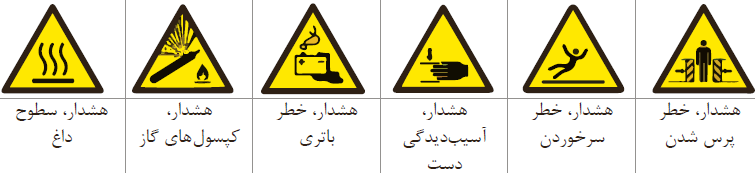 هشدار، خطر
پرس شدن
هشدار، خطر
سرخوردن
هشدار،
آسیب‌دیدگی
دست
هشدار، خطر
باتری
هشدار،
کپسول‌های گاز
هشدار، سطوح
داغ